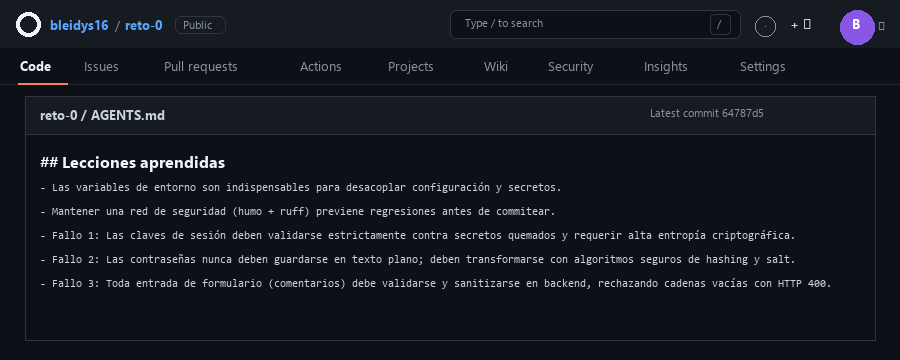 bleidys16 / reto-0 Public
Type / to search /
+
B
Code Issues Pull requests Actions Projects Wiki Security Insights Settings
reto-0 / AGENTS.md
Latest commit 64787d5
## Lecciones aprendidas
- Las variables de entorno son indispensables para desacoplar configuración y secretos.
- Mantener una red de seguridad (humo + ruff) previene regresiones antes de commitear.
- Fallo 1: Las claves de sesión deben validarse estrictamente contra secretos quemados y requerir alta entropía criptográfica.
- Fallo 2: Las contraseñas nunca deben guardarse en texto plano; deben transformarse con algoritmos seguros de hashing y salt.
- Fallo 3: Toda entrada de formulario (comentarios) debe validarse y sanitizarse en backend, rechazando cadenas vacías con HTTP 400.